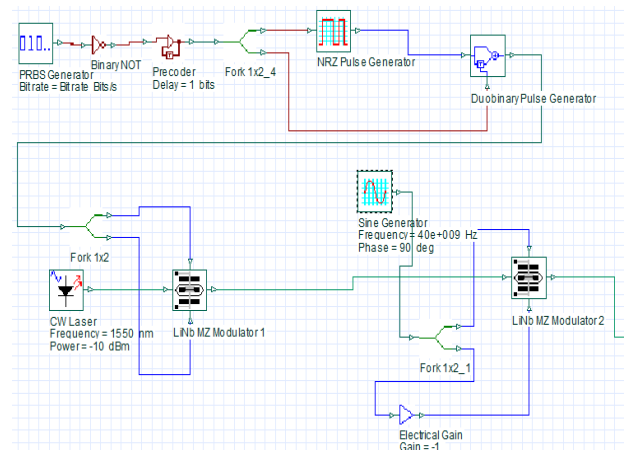 010..
PRBS Generator
Bitrate = Bitrate Bits/s
Binary NOT
Precoder
Delay = 1 bits
Fork 1x2_4
NRZ Pulse Generator
Duobinary Pulse Generator
Sine Generator
Frequency = 40e+009 Hz
Phase = 90 deg
Fork 1x2
CW Laser
Frequency = 1550 nm
Power = -10 dBm
LiNb MZ Modulator 1
LiNb MZ Modulator 2
Fork 1x2_1
Electrical Gain
Gain = -1